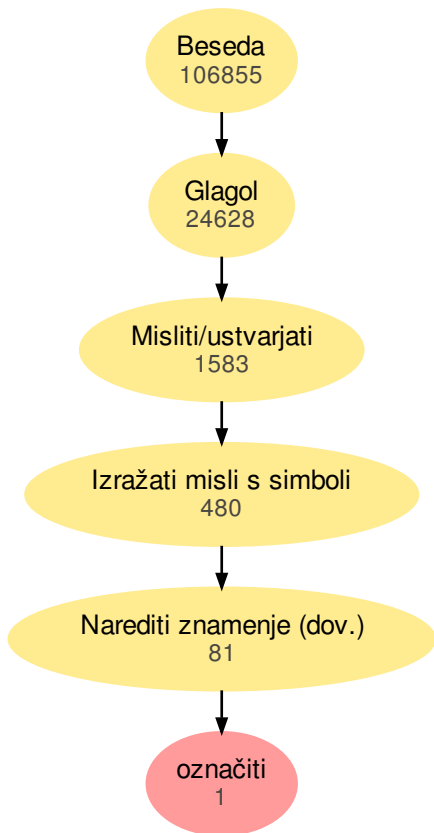 Beseda
106855
Glagol
24628
Misliti/ustvarjati
1583
Izražati misli s simboli
480
Narediti znamenje (dov.)
81
označiti
1